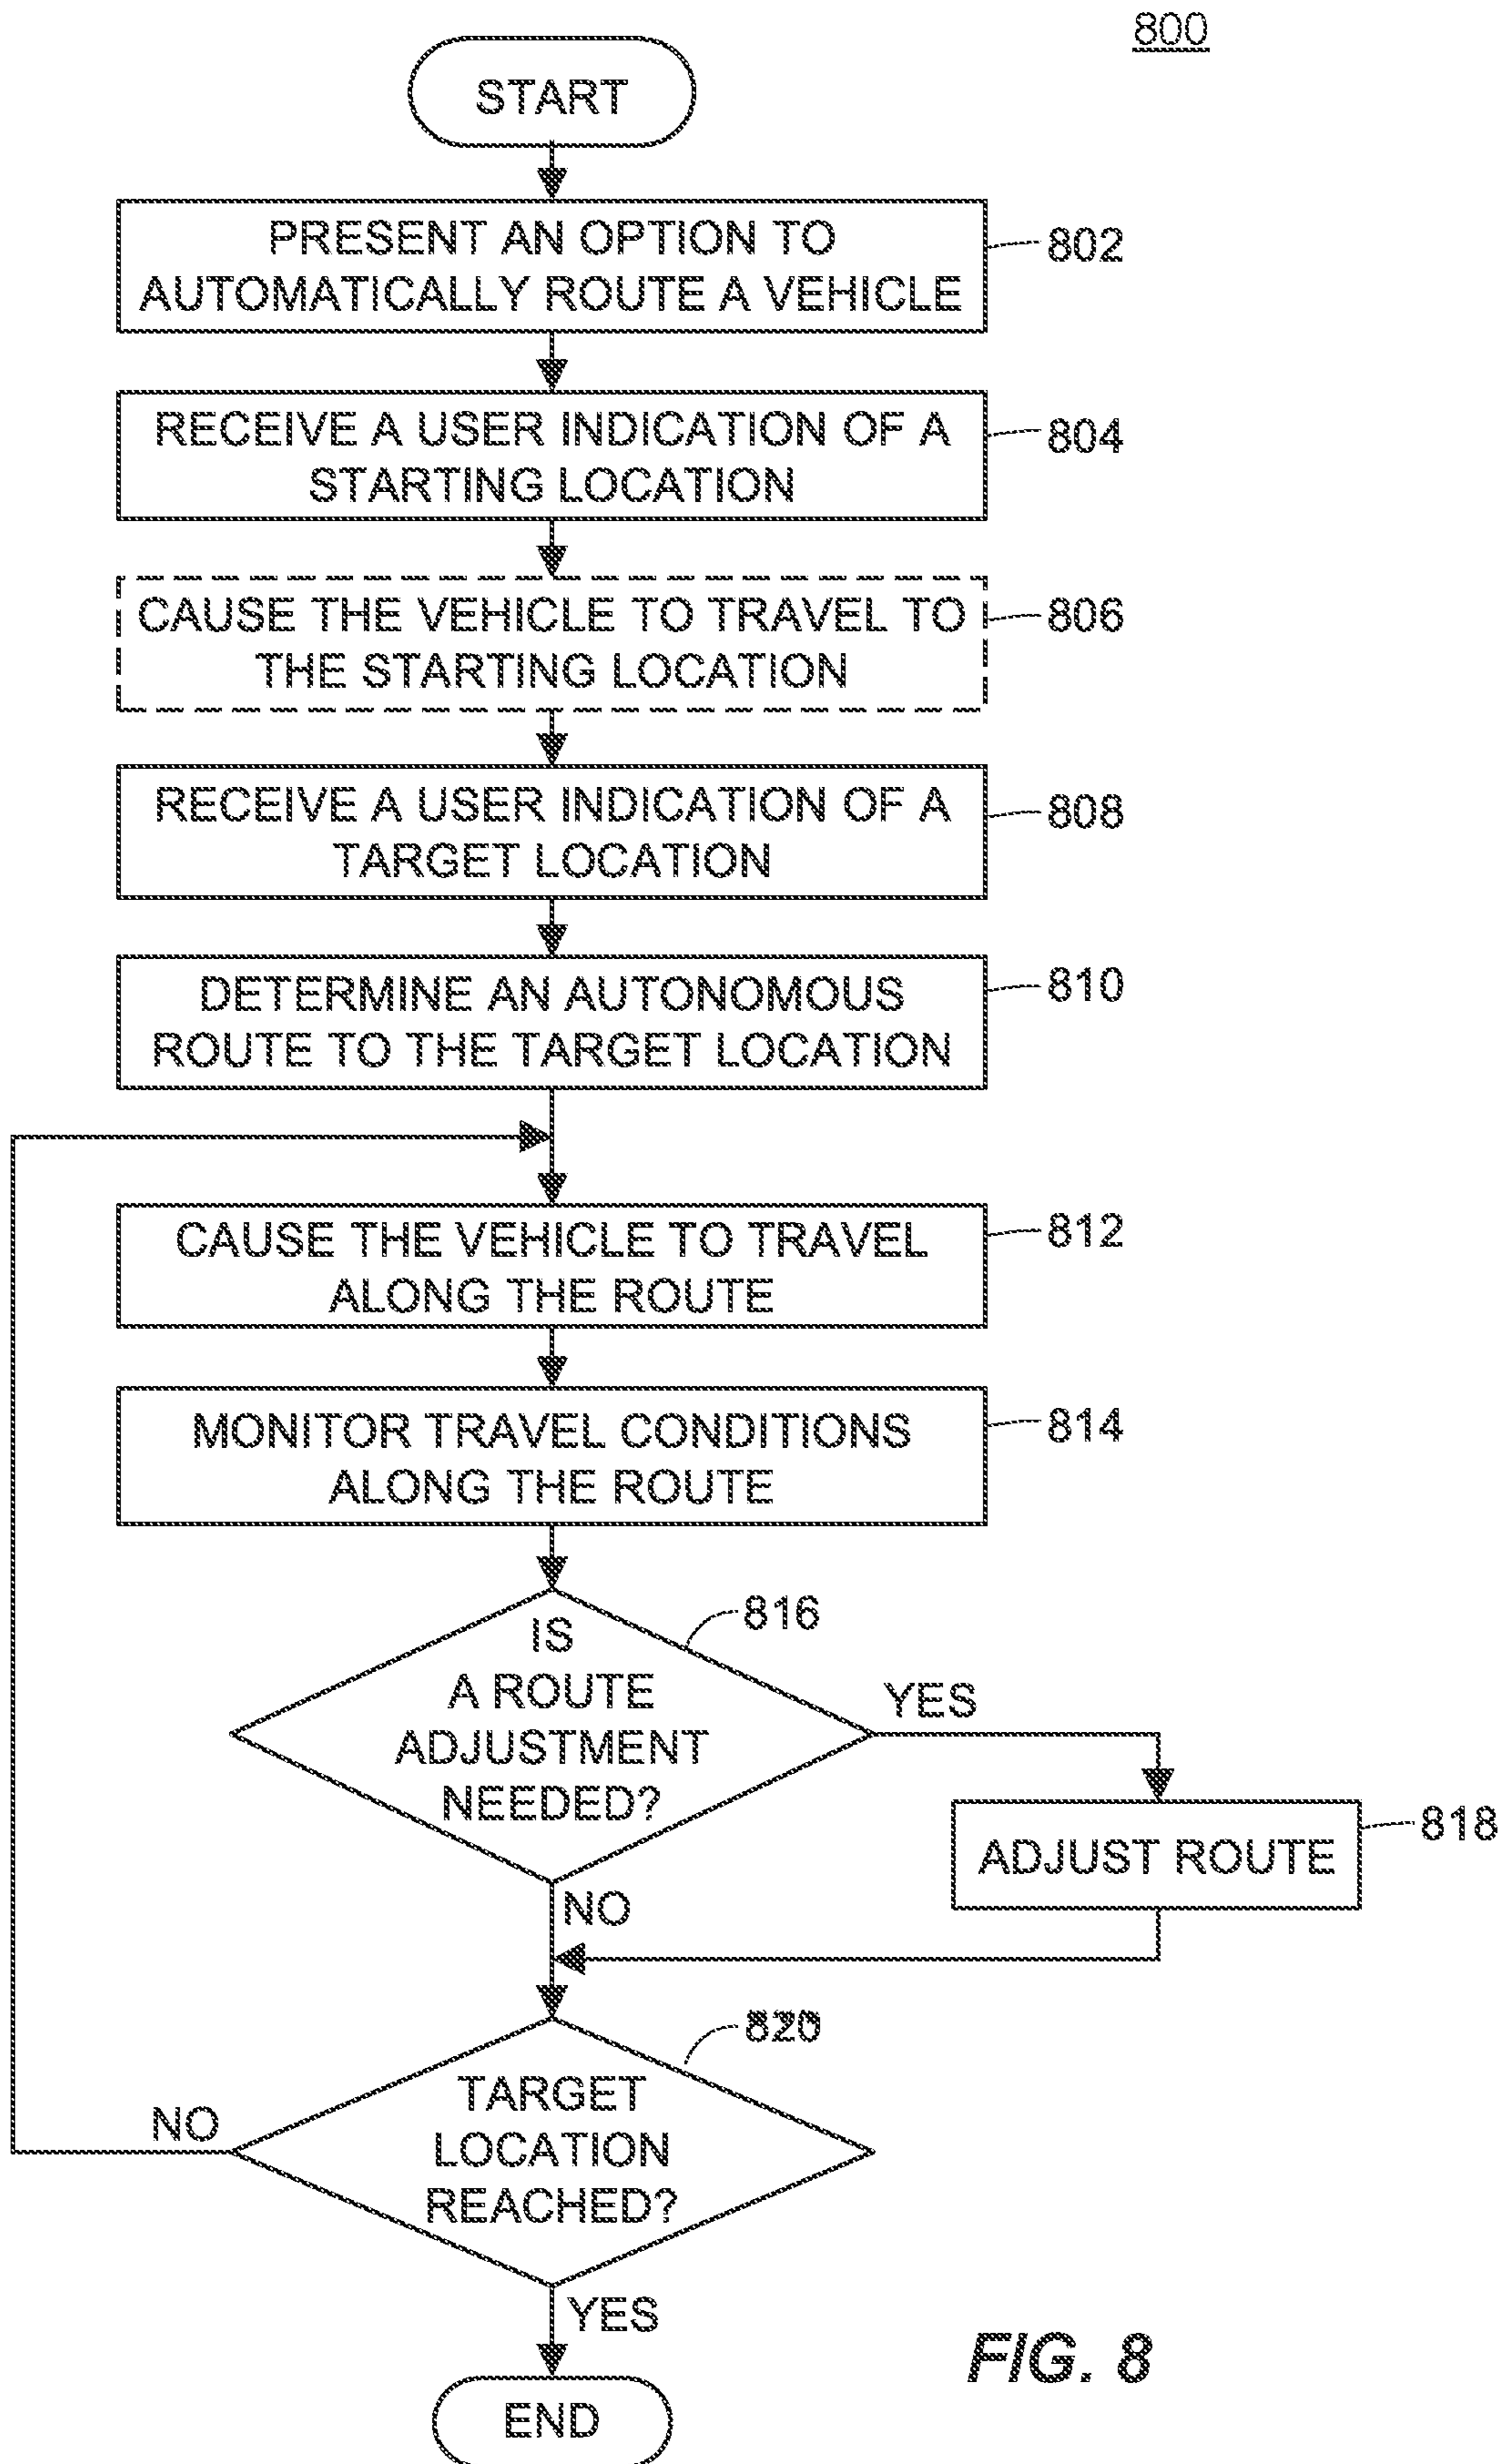 800
START
PRESENT AN OPTION TO
AUTOMATICALLY ROUTE A VEHICLE
802
RECEIVE A USER INDICATION OF A
STARTING LOCATION
804
CAUSE THE VEHICLE TO TRAVEL TO
THE STARTING LOCATION
806
RECEIVE A USER INDICATION OF A
TARGET LOCATION
808
DETERMINE AN AUTONOMOUS
ROUTE TO THE TARGET LOCATION
810
CAUSE THE VEHICLE TO TRAVEL
ALONG THE ROUTE
812
MONITOR TRAVEL CONDITIONS
ALONG THE ROUTE
814
IS
A ROUTE
ADJUSTMENT
NEEDED?
816
YES
ADJUST ROUTE
818
NO
TARGET
LOCATION
REACHED?
820
NO
YES
END
FIG. 8